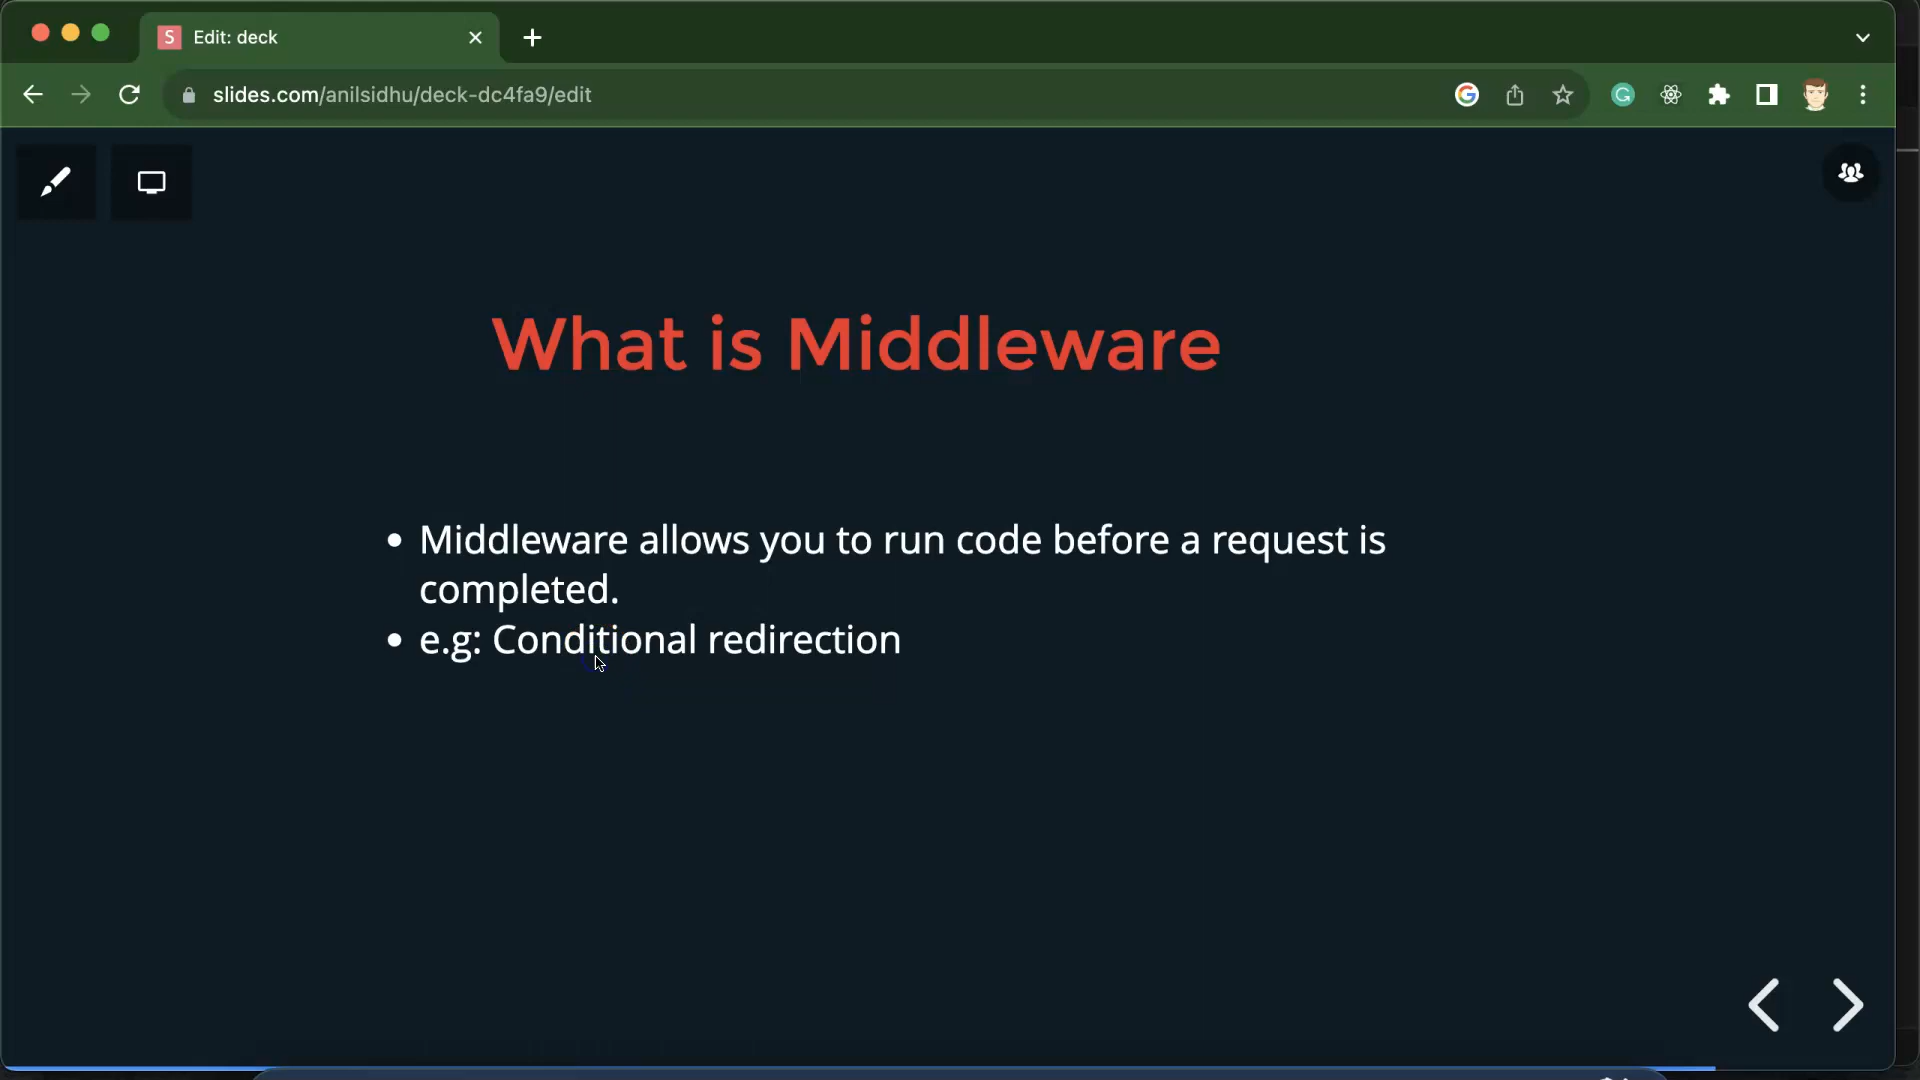 S Edit: deck
slides.com/anilsidhu/deck-dc4fa9/edit
What is Middleware
• Middleware allows you to run code before a request is
completed.
• e.g: Conditional redirection